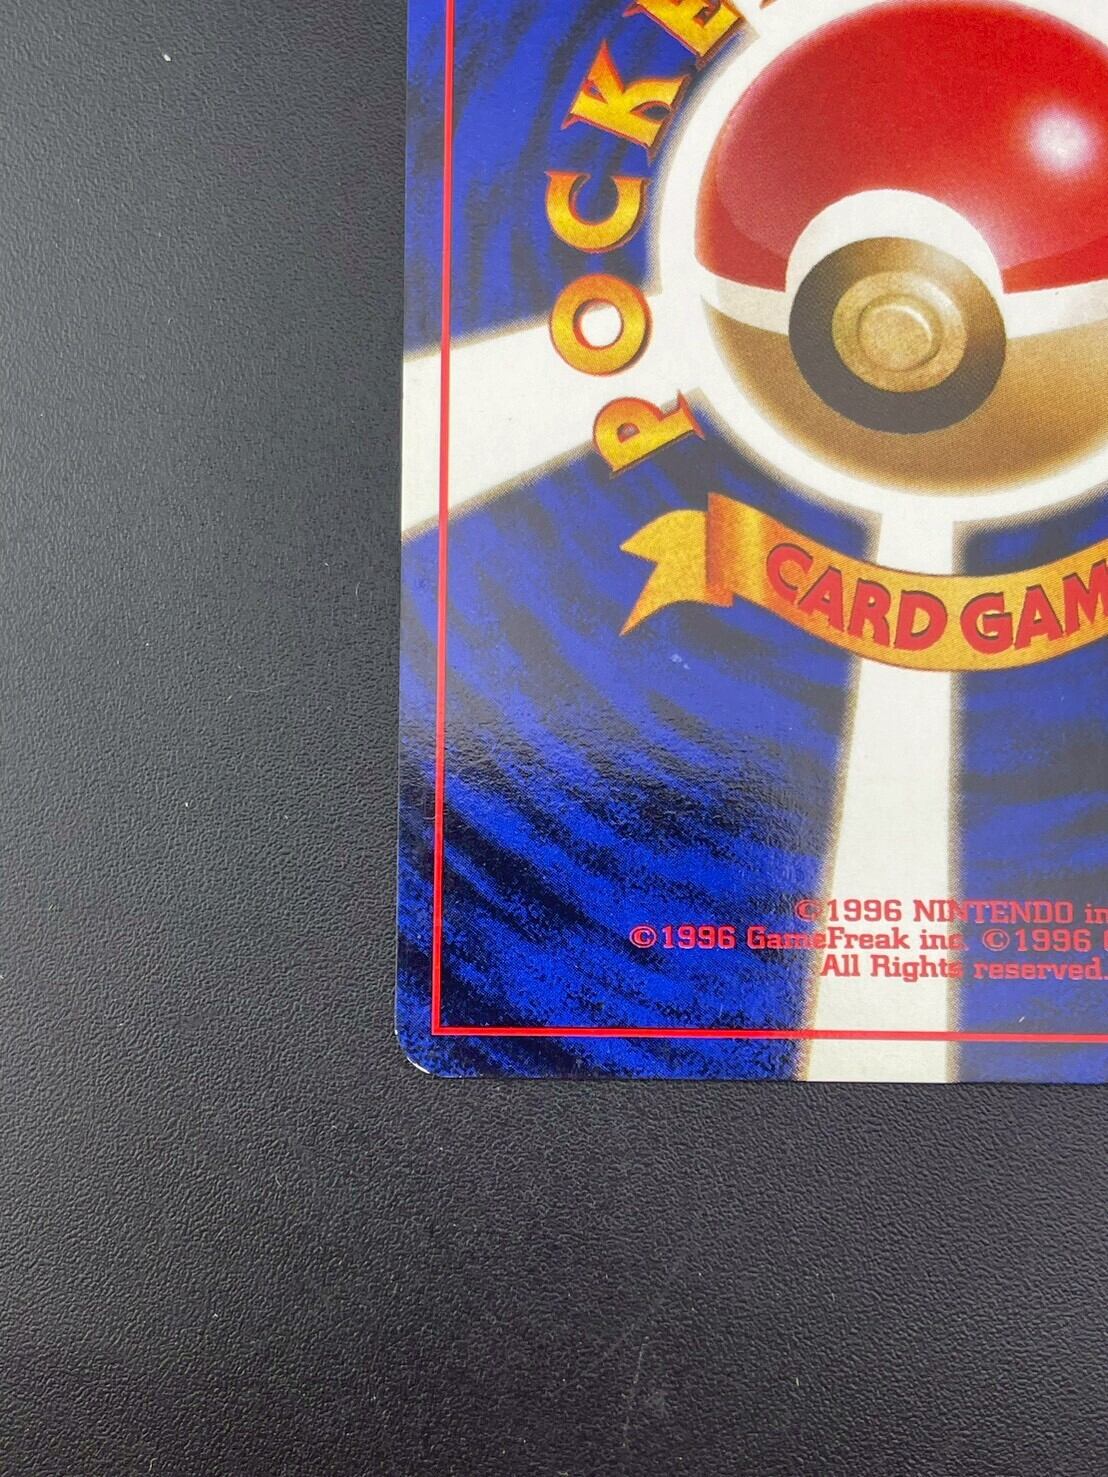 POCKE
CARD GAM
©1996 NINTENDO in
©1996 GameFreak inc. ©1996
All Rights reserved.